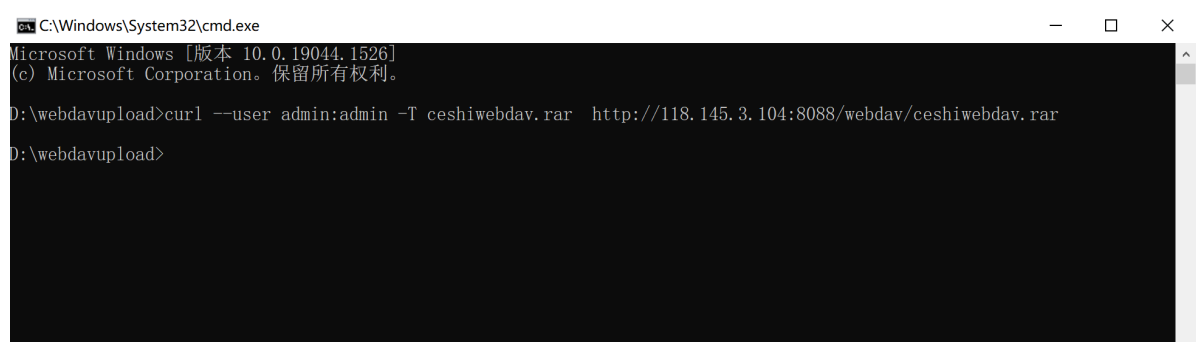 C:\Windows\System32\cmd.exe
Microsoft Windows [版本 10.0.19044.1526]
(c) Microsoft Corporation。保留所有权利。
D:\webdavupload>curl --user admin:admin -T ceshiwebdav.rar  http://118.145.3.104:8088/webdav/ceshiwebdav.rar
D:\webdavupload>